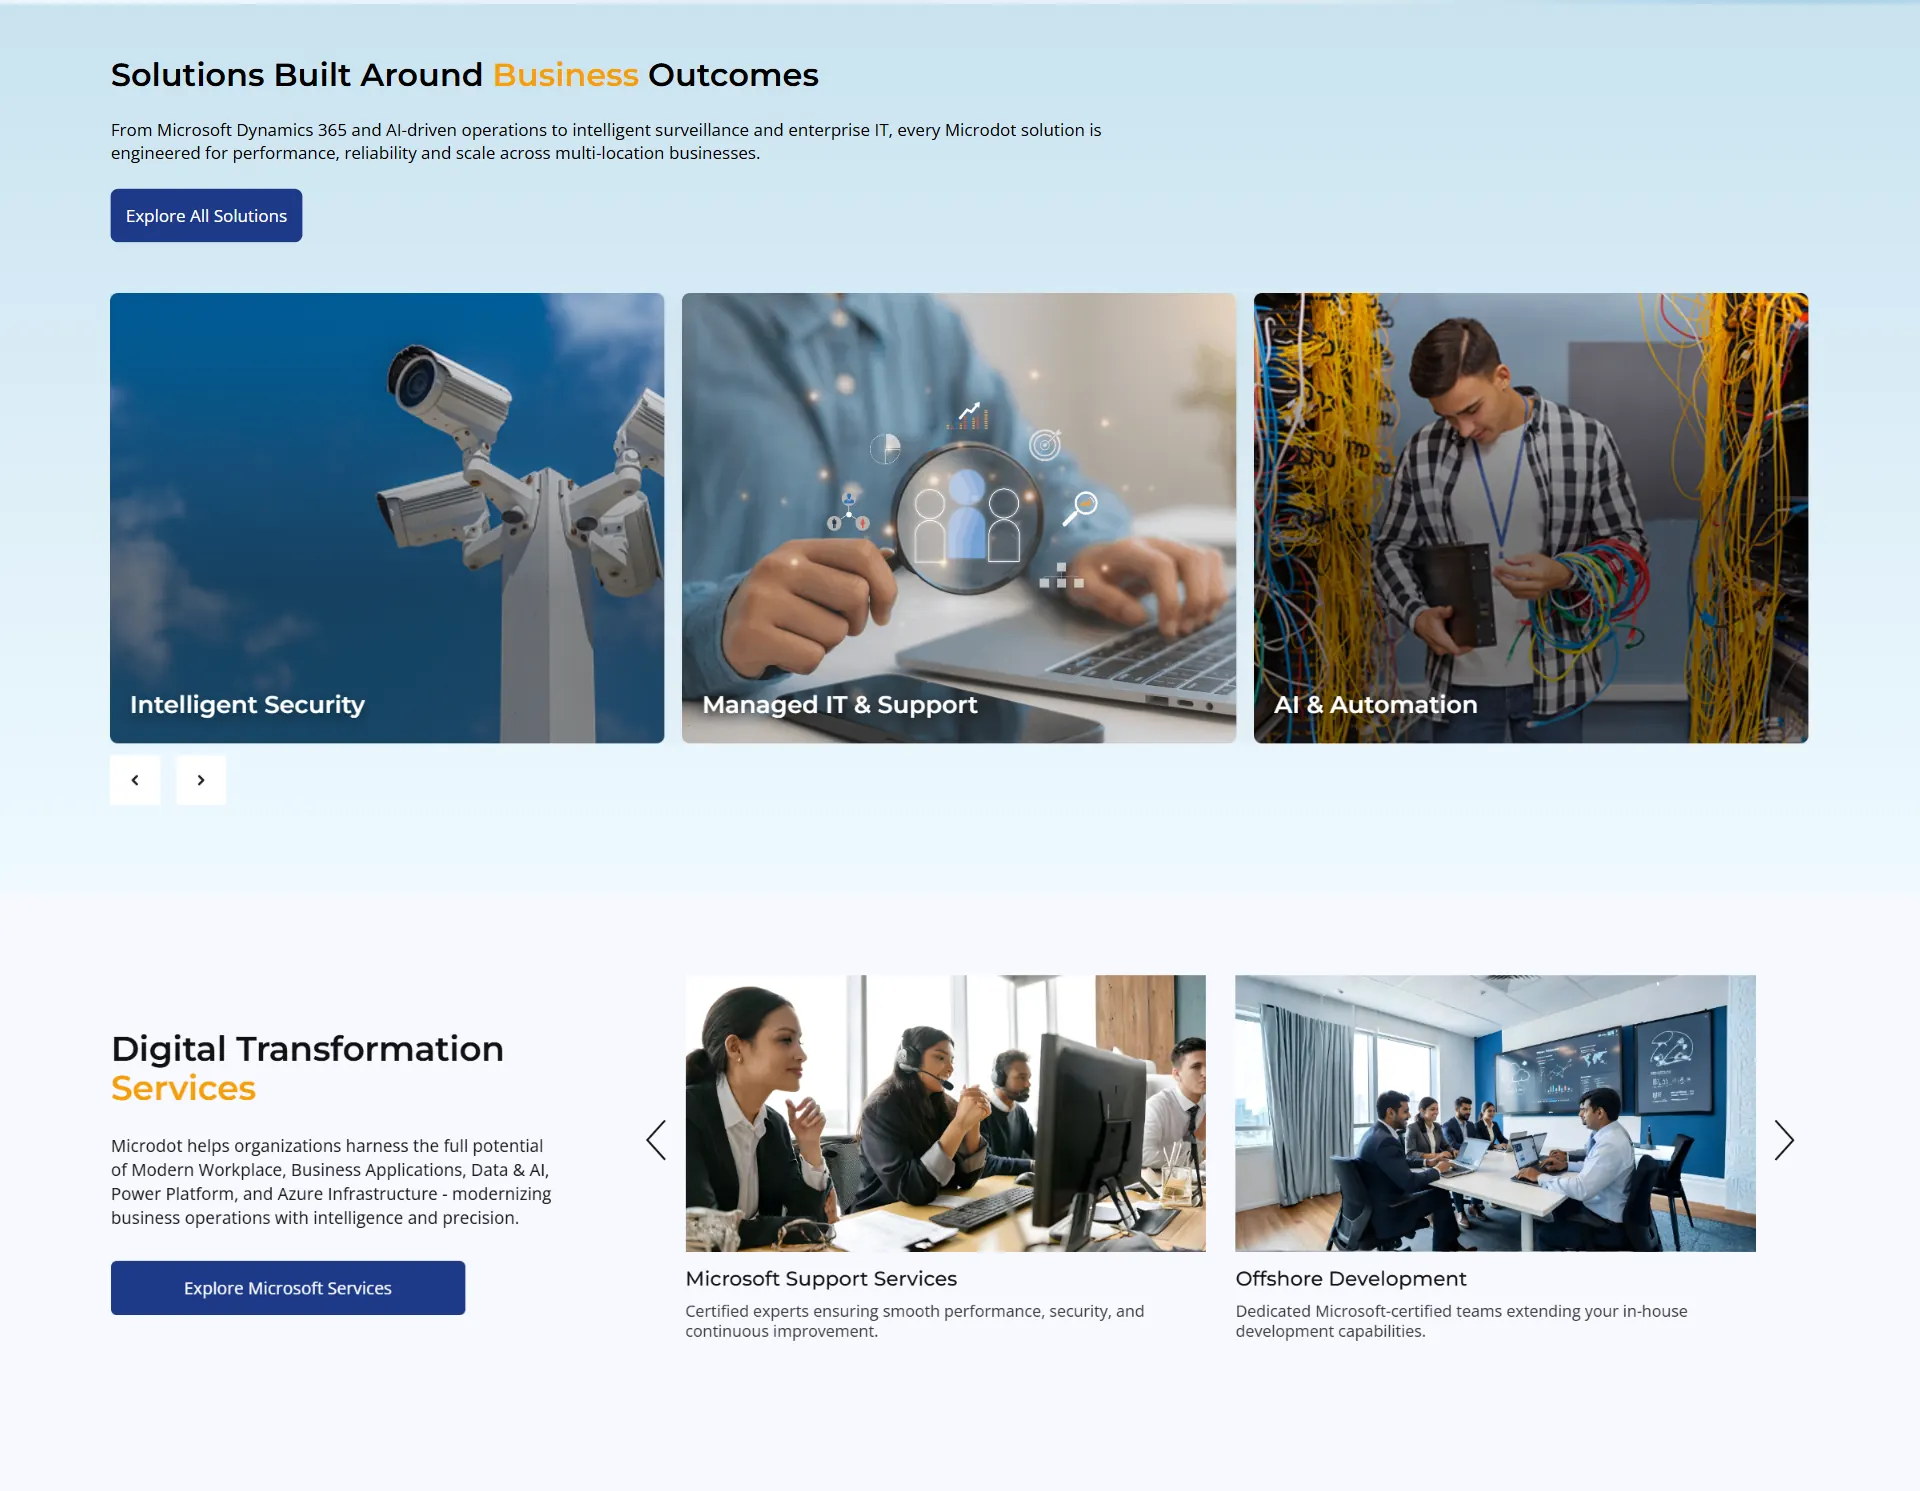 Solutions Built Around Business Outcomes
From Microsoft Dynamics 365 and AI-driven operations to intelligent surveillance and enterprise IT, every Microdot solution is
engineered for performance, reliability and scale across multi-location businesses.
Explore All Solutions
Intelligent Security
Managed IT & Support
AI & Automation
Digital Transformation
Services
Microdot helps organizations harness the full potential
of Modern Workplace, Business Applications, Data & AI,
Power Platform, and Azure Infrastructure - modernizing
business operations with intelligence and precision.
Explore Microsoft Services
Microsoft Support Services
Certified experts ensuring smooth performance, security, and
continuous improvement.
Offshore Development
Dedicated Microsoft-certified teams extending your in-house
development capabilities.